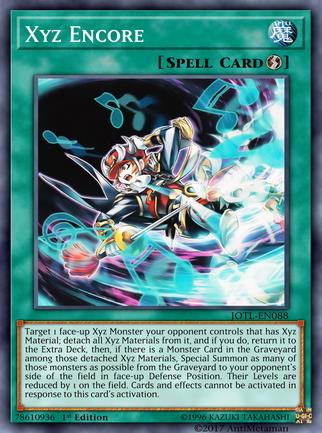 Xyz Encore
[Spell Card]
JOTL-EN088
Target 1 face-up Xyz Monster your opponent controls that has Xyz
Material; detach all Xyz Materials from it, and if you do, return it to
the Extra Deck, then, if there is a Monster Card in the Graveyard
among those detached Xyz Materials, Special Summon as many of
those monsters as possible from the Graveyard to your opponent's
side of the field in face-up Defense Position. Their Levels are
reduced by 1 on the field. Cards and effects cannot be activated in
response to this card's activation.
78610936 1st Edition ©1996 KAZUKI TAKAHASHI
©2017 AntiMetaman